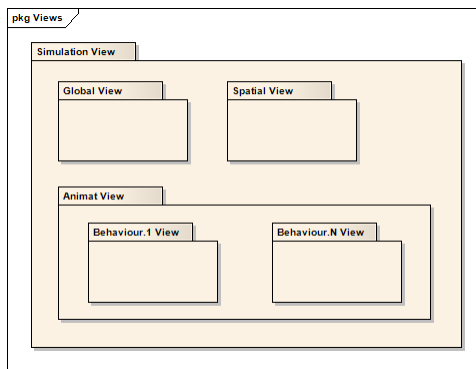 pkg Views
Simulation View
Global View
Spatial View
Animat View
Behaviour.1 View
Behaviour.N View